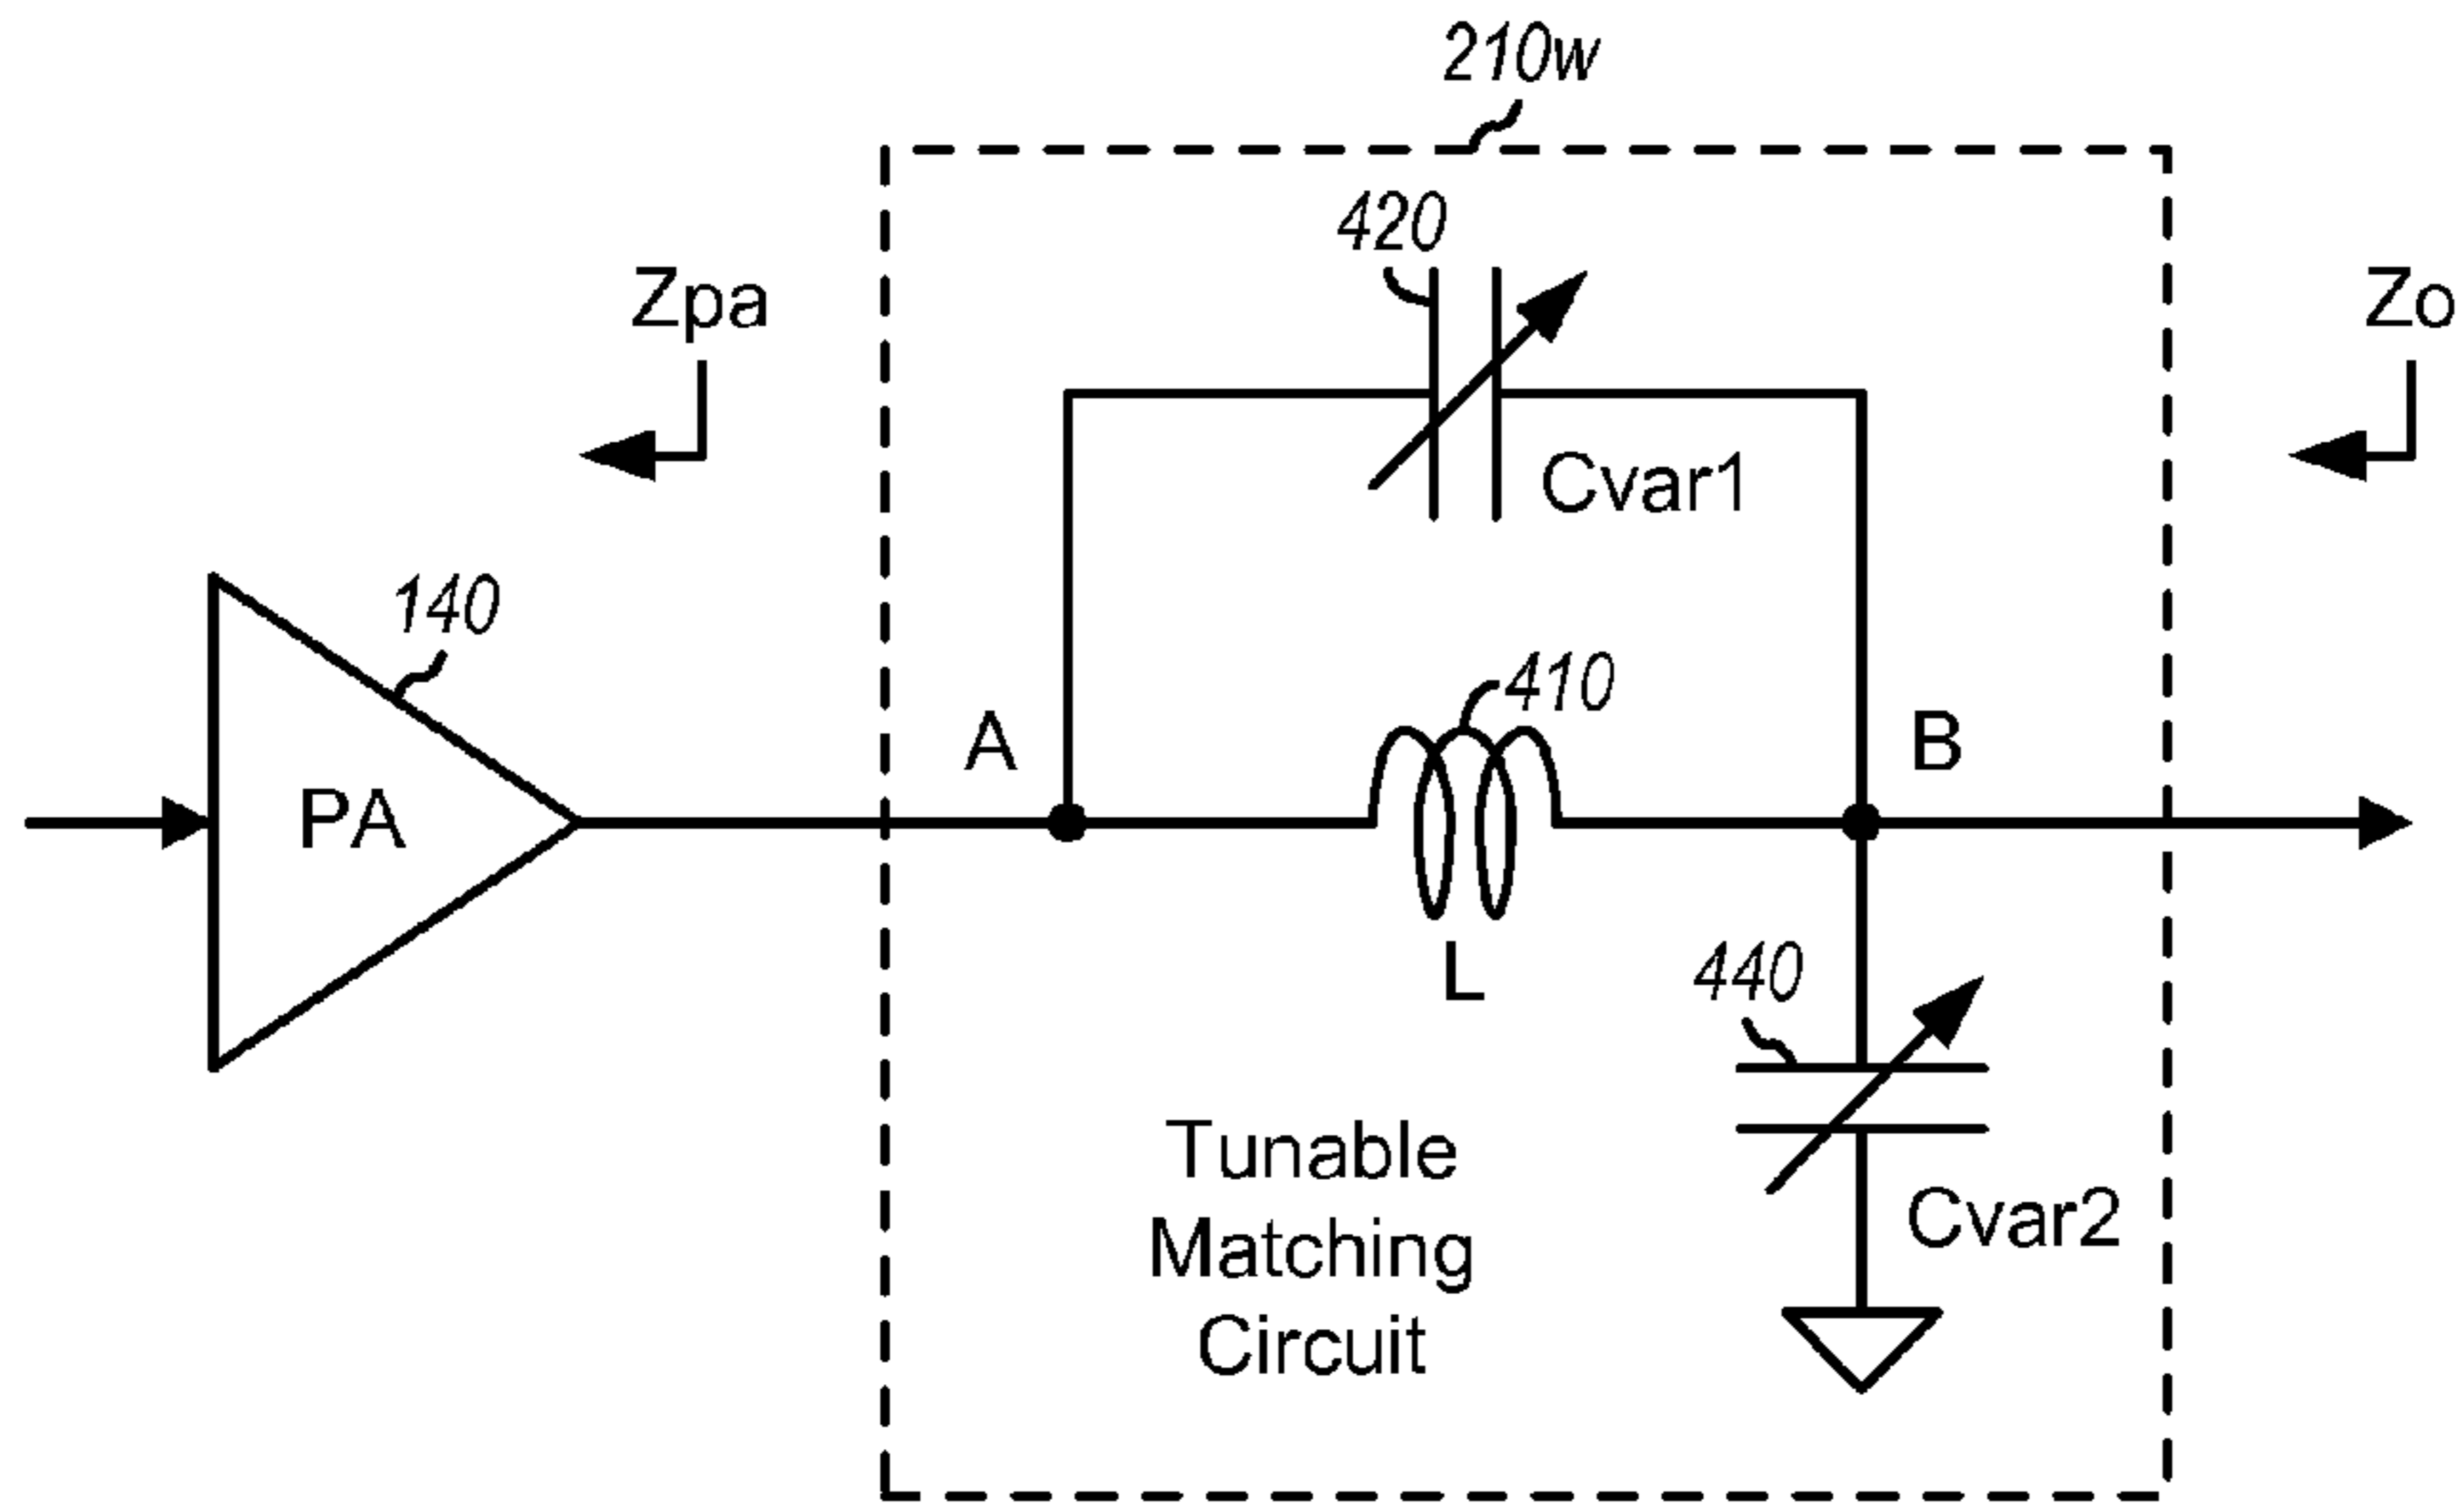 210w
420
Zpa
Zo
Cvar1
140
410
A
B
PA
L
440
Tunable
Matching
Circuit
Cvar2